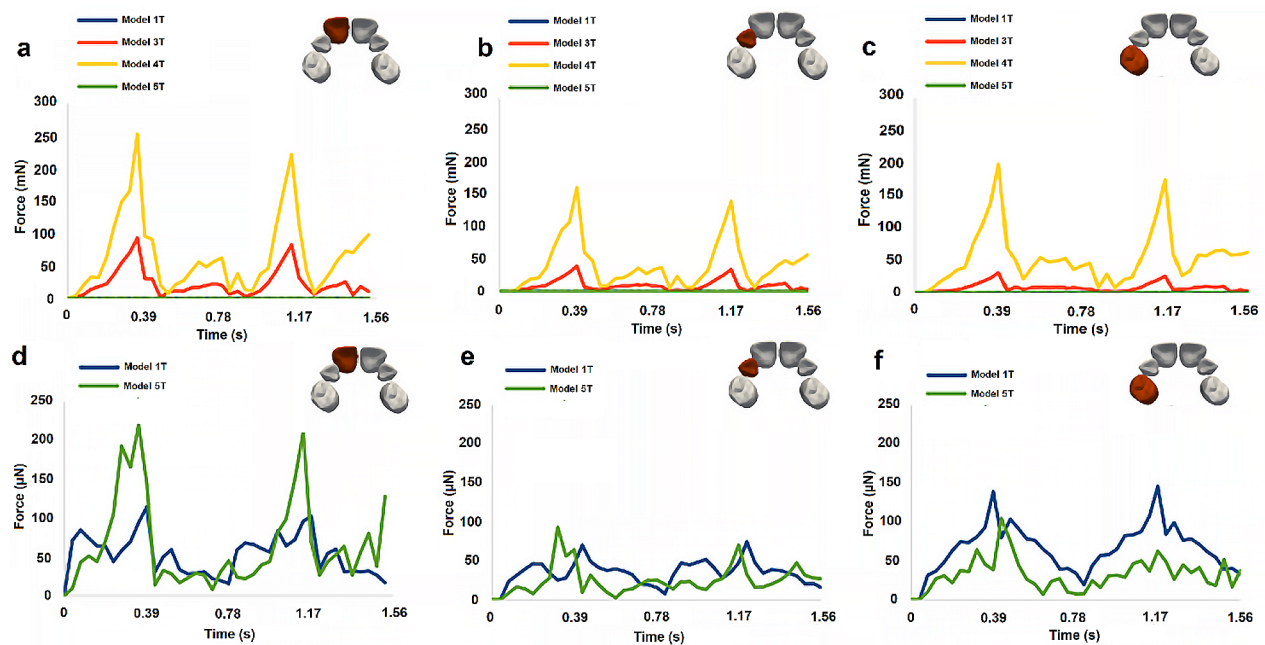 a
Model 1T
Model 3T
Model 4T
Model 5T
300
250
200
150
100
50
0
Force (mN)
0 0.39 0.78 1.17 1.56
Time (s)
b
Model 1T
Model 3T
Model 4T
Model 5T
300
250
200
150
100
50
0
Force (mN)
0 0.39 0.78 1.17 1.56
Time (s)
c
Model 1T
Model 3T
Model 4T
Model 5T
300
250
200
150
100
50
0
Force (mN)
0 0.39 0.78 1.17 1.56
Time (s)
d
Model 1T
Model 5T
250
200
150
100
50
0
Force (µN)
0 0.39 0.78 1.17 1.56
Time (s)
e
Model 1T
Model 5T
250
200
150
100
50
0
Force (µN)
0 0.39 0.78 1.17 1.56
Time (s)
f
Model 1T
Model 5T
250
200
150
100
50
0
Force (µN)
0 0.39 0.78 1.17 1.56
Time (s)